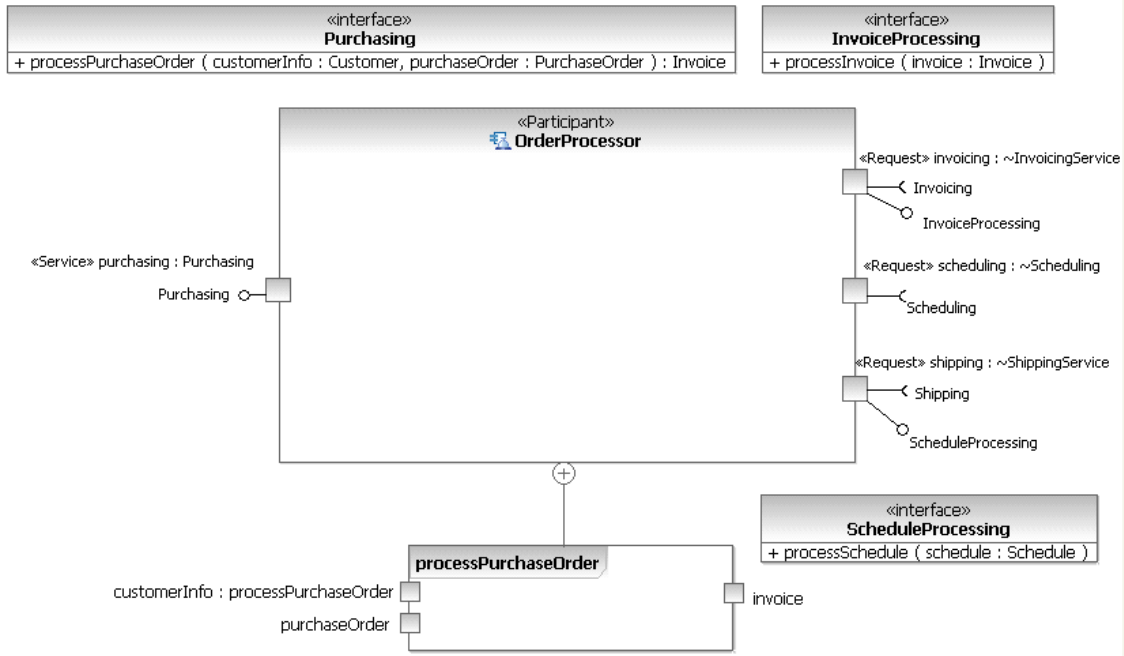 «interface»
Purchasing
+ processPurchaseOrder ( customerInfo : Customer, purchaseOrder : PurchaseOrder ) : Invoice
«interface»
InvoiceProcessing
+ processInvoice ( invoice : Invoice )
«Participant»
OrderProcessor
«Request» invoicing : ~InvoicingService
Invoicing
InvoiceProcessing
«Service» purchasing : Purchasing
Purchasing
«Request» scheduling : ~Scheduling
Scheduling
«Request» shipping : ~ShippingService
Shipping
ScheduleProcessing
«interface»
ScheduleProcessing
+ processSchedule ( schedule : Schedule )
processPurchaseOrder
customerInfo : processPurchaseOrder
purchaseOrder
invoice